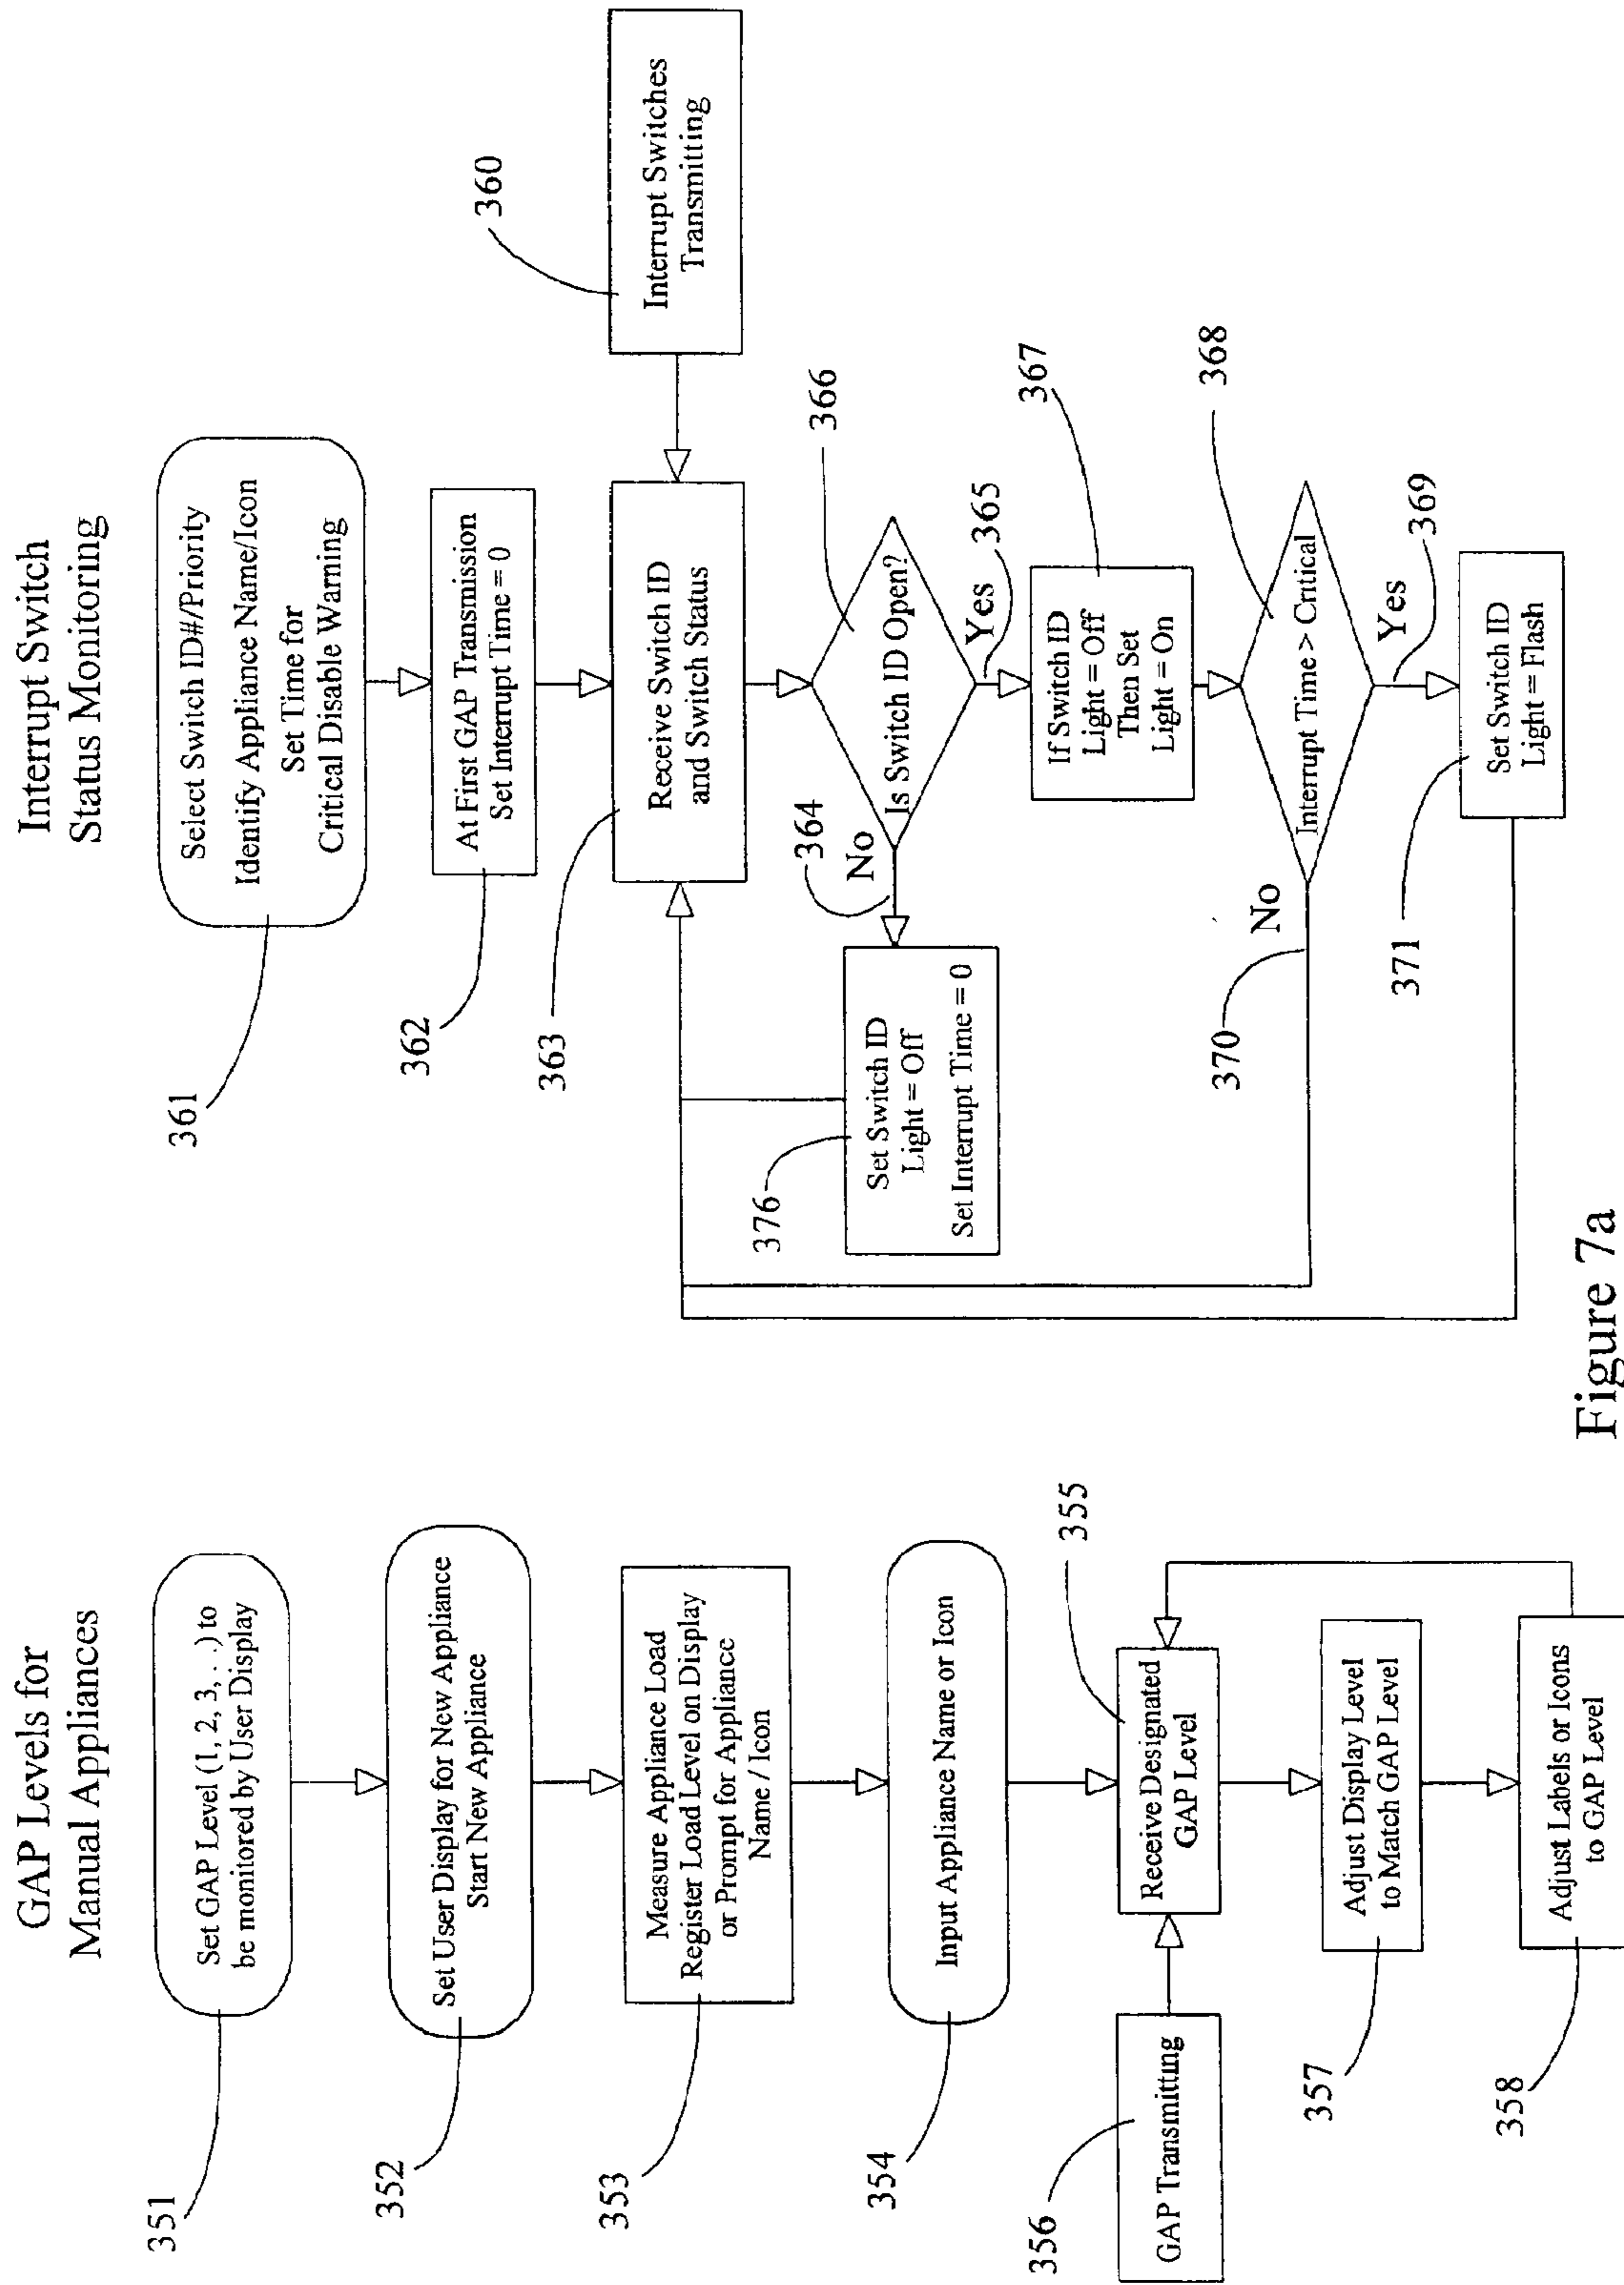 GAP Levels for
Manual Appliances
351
Set GAP Level (1, 2, 3, . .) to
be monitored by User Display
352
Set User Display for New Appliance
Start New Appliance
353
Measure Appliance Load
Register Load Level on Display
or Prompt for Appliance
Name / Icon
354
Input Appliance Name or Icon
355
Receive Designated
GAP Level
356
GAP Transmitting
357
Adjust Display Level
to Match GAP Level
358
Adjust Labels or Icons
to GAP Level
Interrupt Switch
Status Monitoring
361
Select Switch ID#/Priority
Identify Appliance Name/Icon
Set Time for
Critical Disable Warning
362
At First GAP Transmission
Set Interrupt Time = 0
360
Interrupt Switches
Transmitting
363
Receive Switch ID
and Switch Status
366
Is Switch ID Open?
No
364
Yes
365
376
Set Switch ID
Light = Off
Set Interrupt Time = 0
367
If Switch ID
Light = Off
Then Set
Light = On
368
Interrupt Time > Critical
No
370
Yes
369
371
Set Switch ID
Light = Flash
Figure 7a